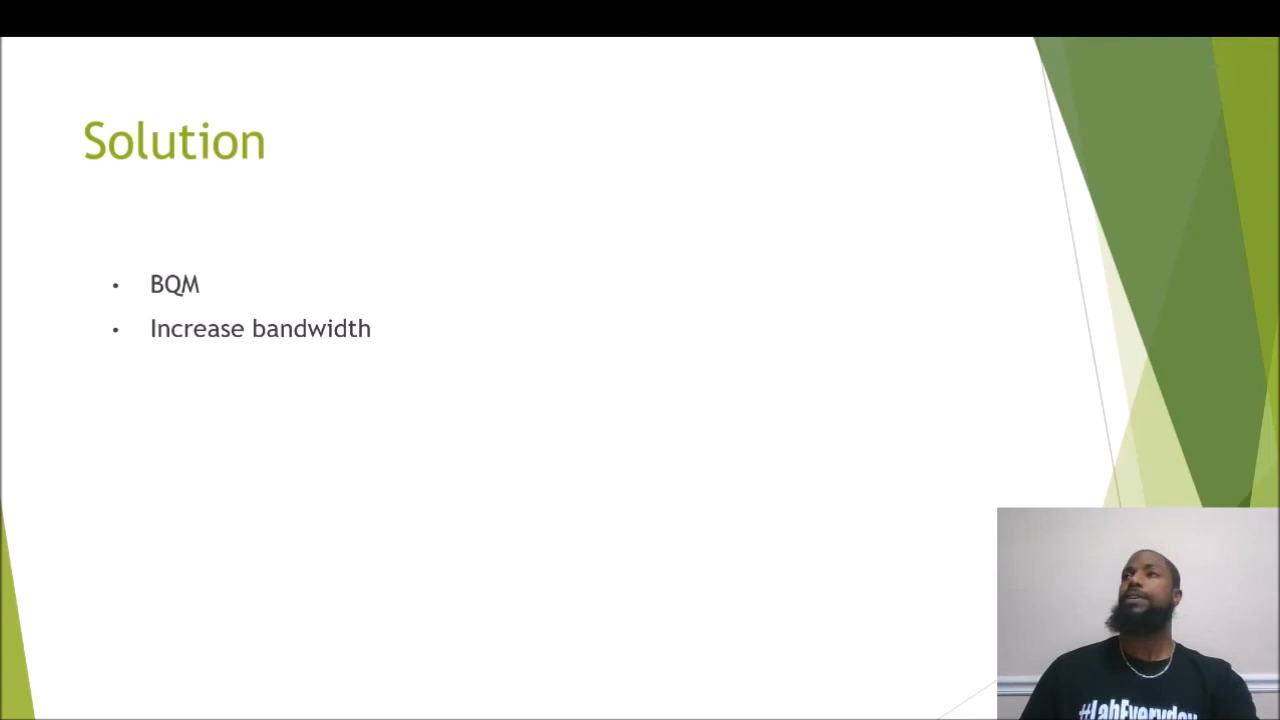 Solution
• BQM
• Increase bandwidth
#LabEveryday